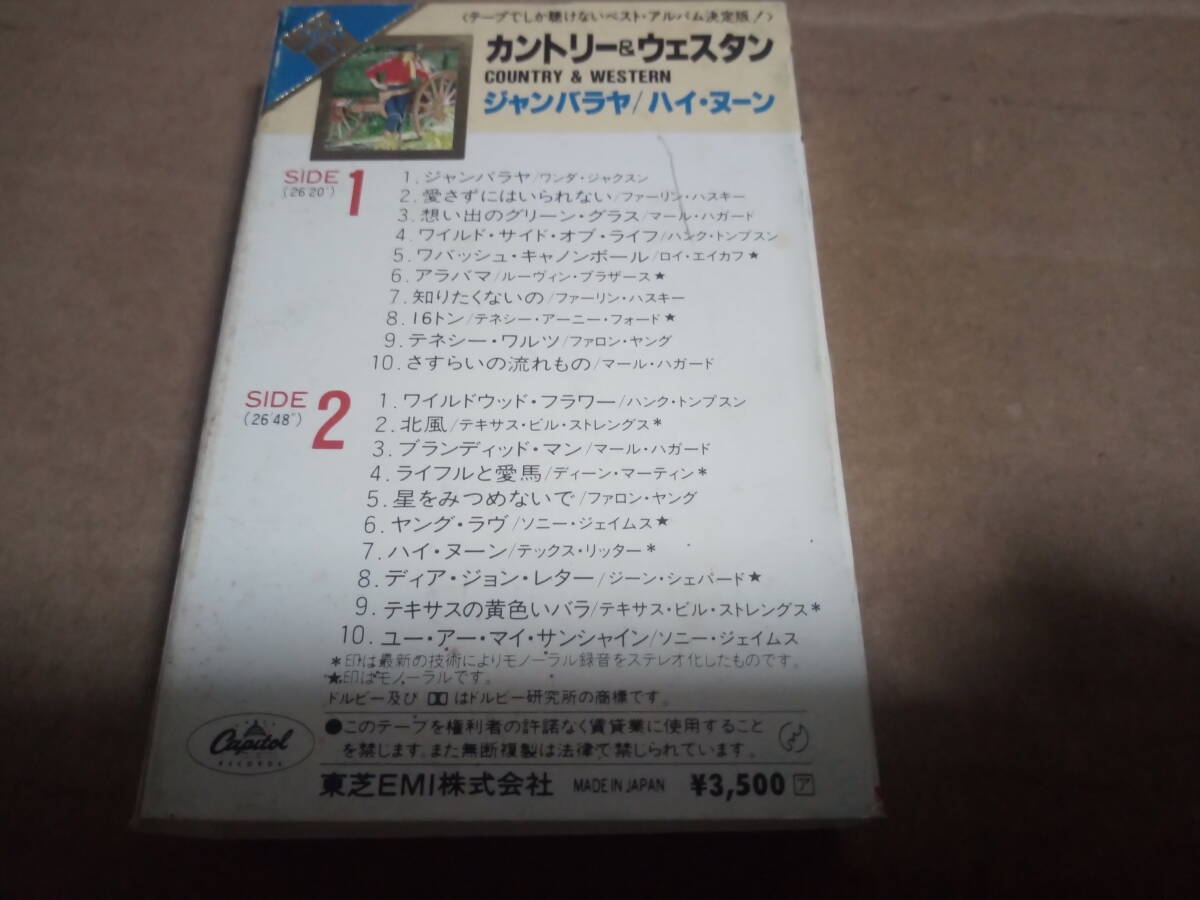 〈テープでしか聴けないベスト・アルバム決定版!〉
カントリー&ウェスタン
COUNTRY & WESTERN
ジャンバラヤ/ハイ・ヌーン
SIDE 1
(26'20")
1. ジャンバラヤ/ワンダ・ジャクスン
2. 愛さずにはいられない/ファーリン・ハスキー
3. 想い出のグリーン・グラス/マール・ハガード
4. ワイルド・サイド・オブ・ライフ/ハンク・トンプスン
5. ワバッシュ・キャノンボール/ロイ・エイカフ★
6. アラバマ/ルーヴィン・ブラザース★
7. 知りたくないの/ファーリン・ハスキー
8. 16トン/テネシー・アーニー・フォード★
9. テネシー・ワルツ/ファロン・ヤング
10. さすらいの流れもの/マール・ハガード
SIDE 2
(26'48")
1. ワイルドウッド・フラワー/ハンク・トンプスン
2. 北風/テキサス・ビル・ストレングス*
3. ブランディッド・マン/マール・ハガード
4. ライフルと愛馬/ディーン・マーティン*
5. 星をみつめないで/ファロン・ヤング
6. ヤング・ラヴ/ソニー・ジェイムス★
7. ハイ・ヌーン/テックス・リッター*
8. ディア・ジョン・レター/ジーン・シェパード★
9. テキサスの黄色いバラ/テキサス・ビル・ストレングス*
10. ユー・アー・マイ・サンシャイン/ソニー・ジェイムス
*印は最新の技術によりモノーラル録音をステレオ化したものです。
★印はモノーラルです。
ドルビー及び はドルビー研究所の商標です。
●このテープを権利者の許諾なく賃貸業に使用すること
を禁じます。また無断複製は法律で禁じられています。
Capitol
RECORDS
東芝EMI株式会社 MADE IN JAPAN ¥3,500 ア